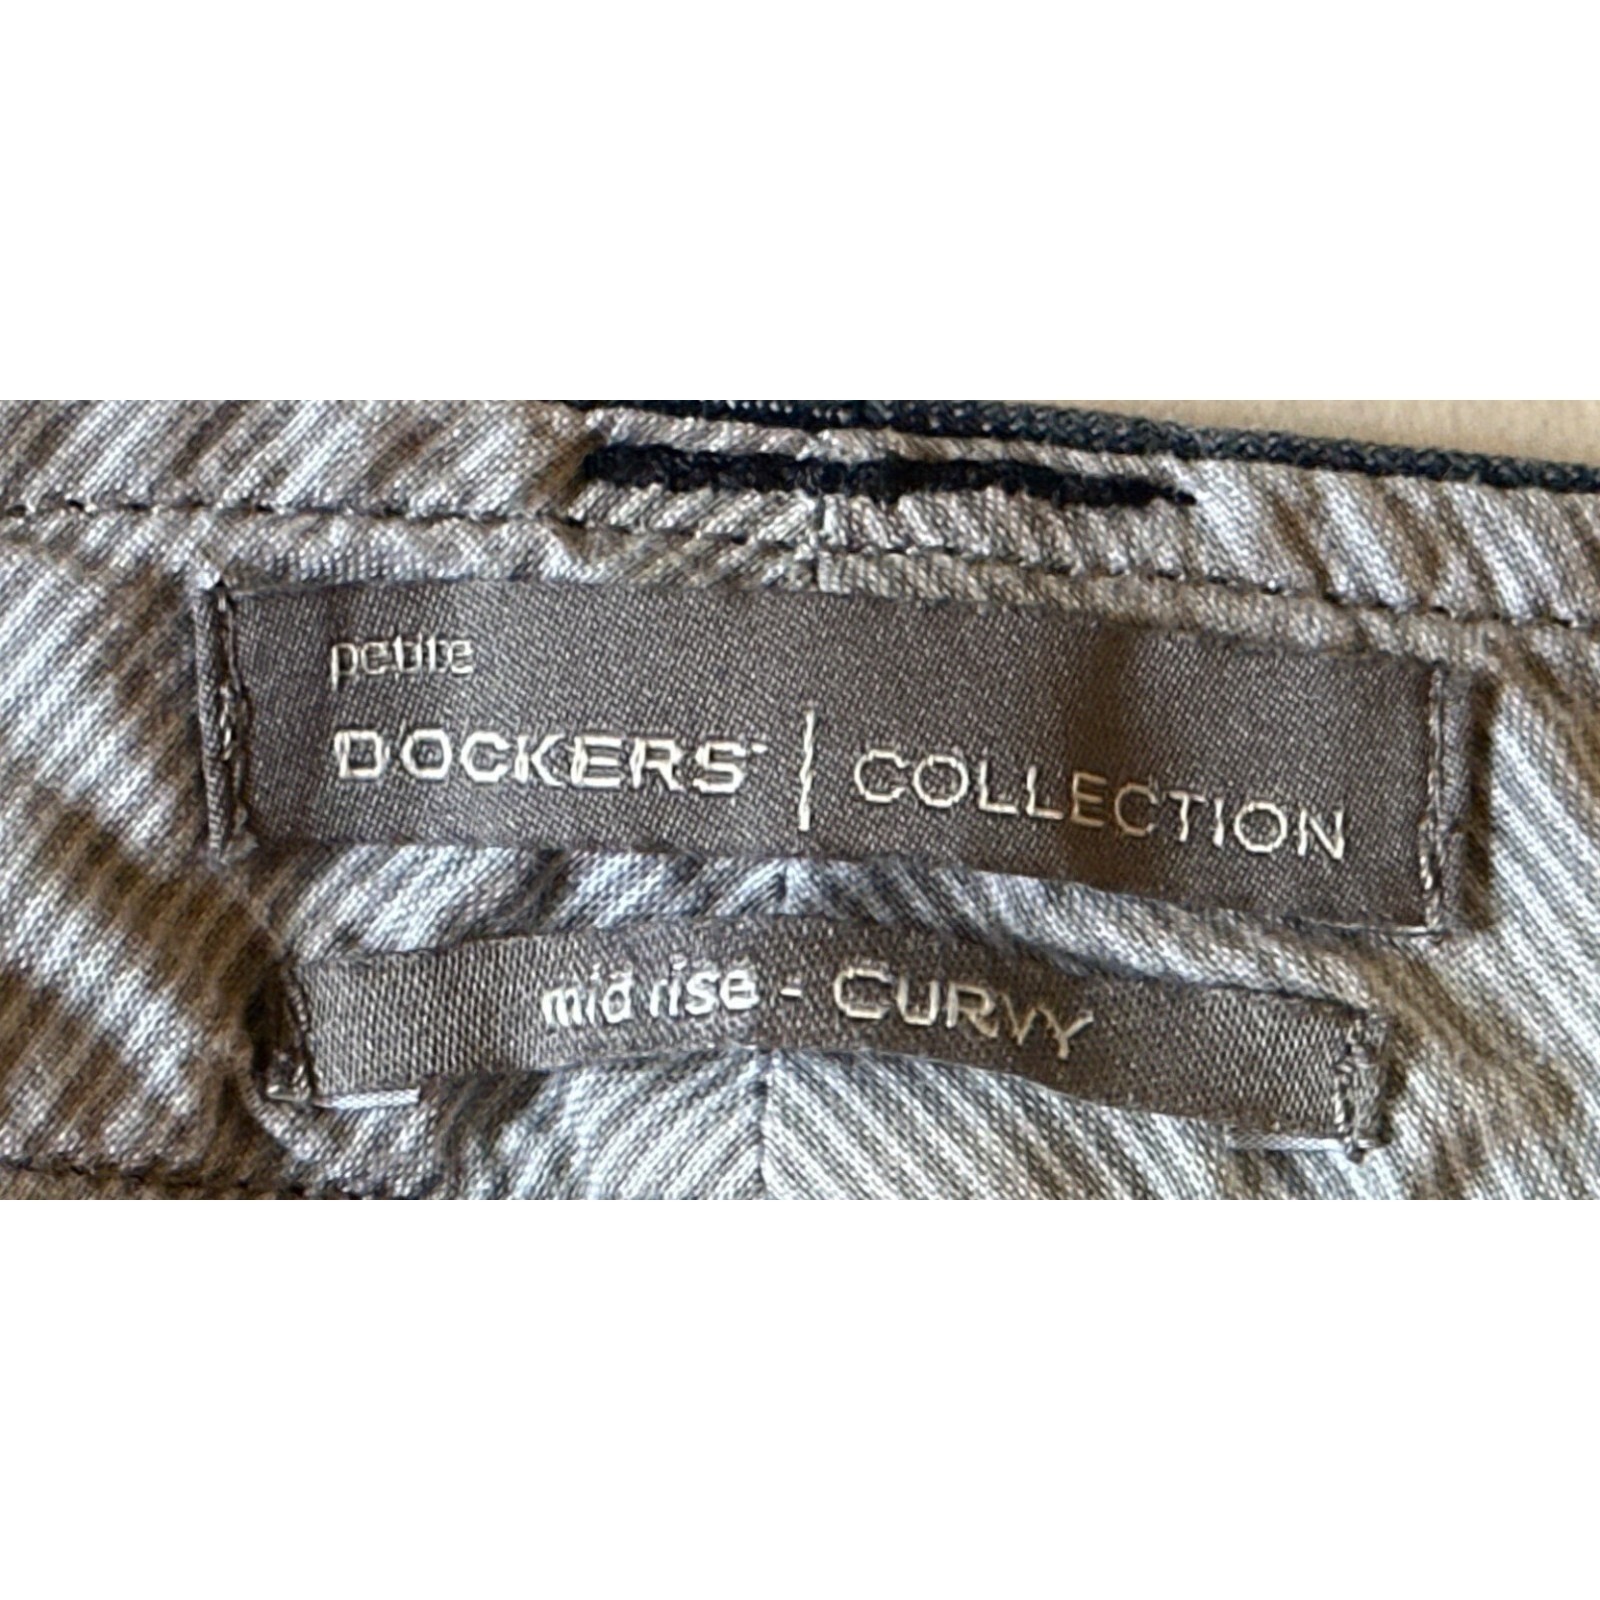 petite
DOCKERS | COLLECTION
mid rise - CURVY